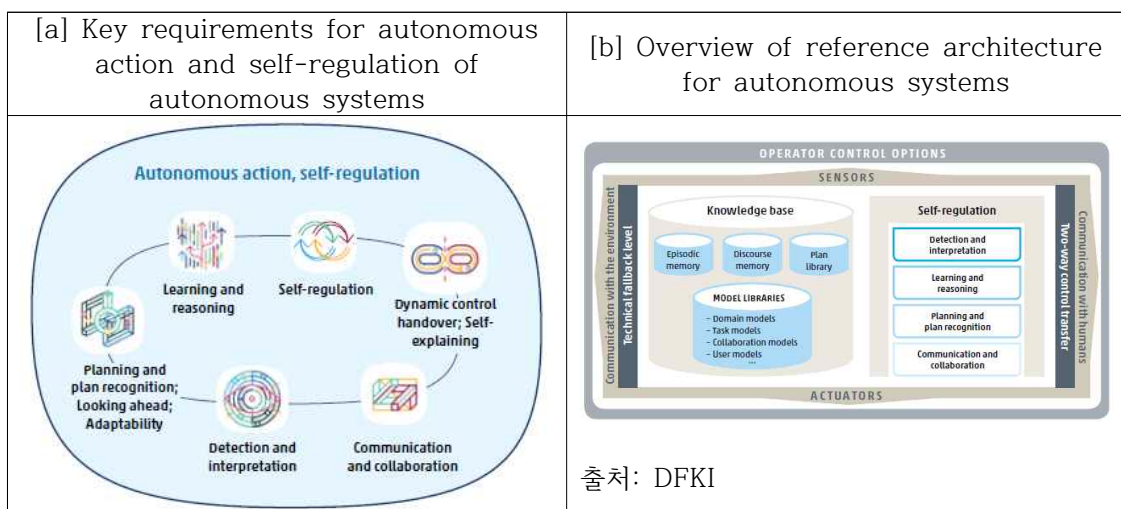 [a] Key requirements for autonomous
action and self-regulation of
autonomous systems
[b] Overview of reference architecture
for autonomous systems
Autonomous action, self-regulation
Learning and
reasoning
Self-regulation
Dynamic control
handover; Self-
explaining
Planning and
plan recognition;
Looking ahead;
Adaptability
Detection and
interpretation
Communication
and collaboration
OPERATOR CONTROL OPTIONS
SENSORS
Communication with the environment
Technical fallback level
Knowledge base
Episodic
memory
Discourse
memory
Plan
library
MODEL LIBRARIES
- Domain models
- Task models
- Collaboration models
- User models
...
Self-regulation
Detection and
interpretation
Learning and
reasoning
Planning and
plan recognition
Communication and
collaboration
Two-way control transfer
Communication with humans
ACTUATORS
출처: DFKI